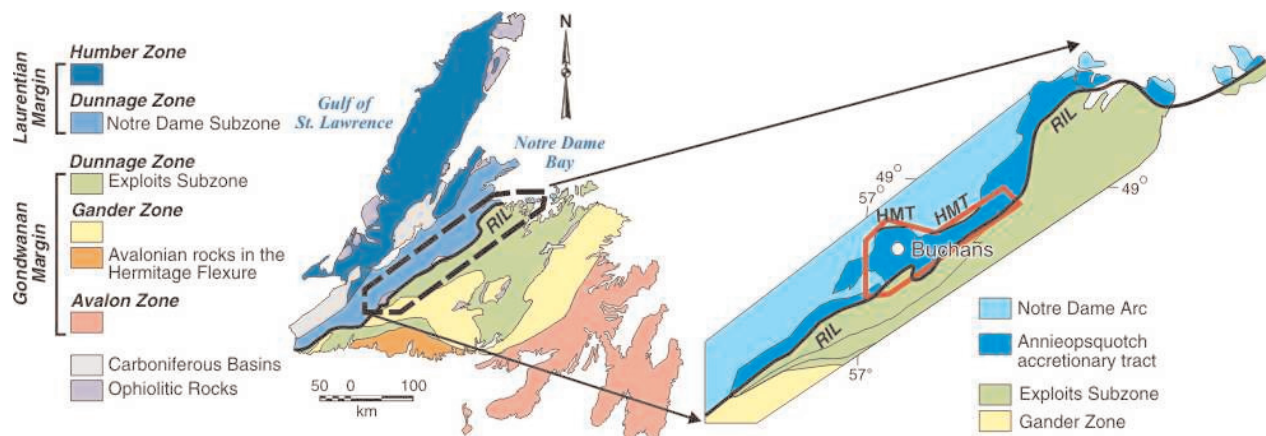 Laurentian
Margin
Humber Zone
Dunnage Zone
Notre Dame Subzone
Gondwanan
Margin
Dunnage Zone
Exploits Subzone
Gander Zone
Avalonian rocks in the
Hermitage Flexure
Avalon Zone
Carboniferous Basins
Ophiolitic Rocks
Gulf of
St. Lawrence
N
Notre Dame
Bay
RIL
50 0 100
km
RIL
49°
49°
57°
HMT
HMT
Buchans
RIL
57°
Notre Dame Arc
Annieopsquotch
accretionary tract
Exploits Subzone
Gander Zone